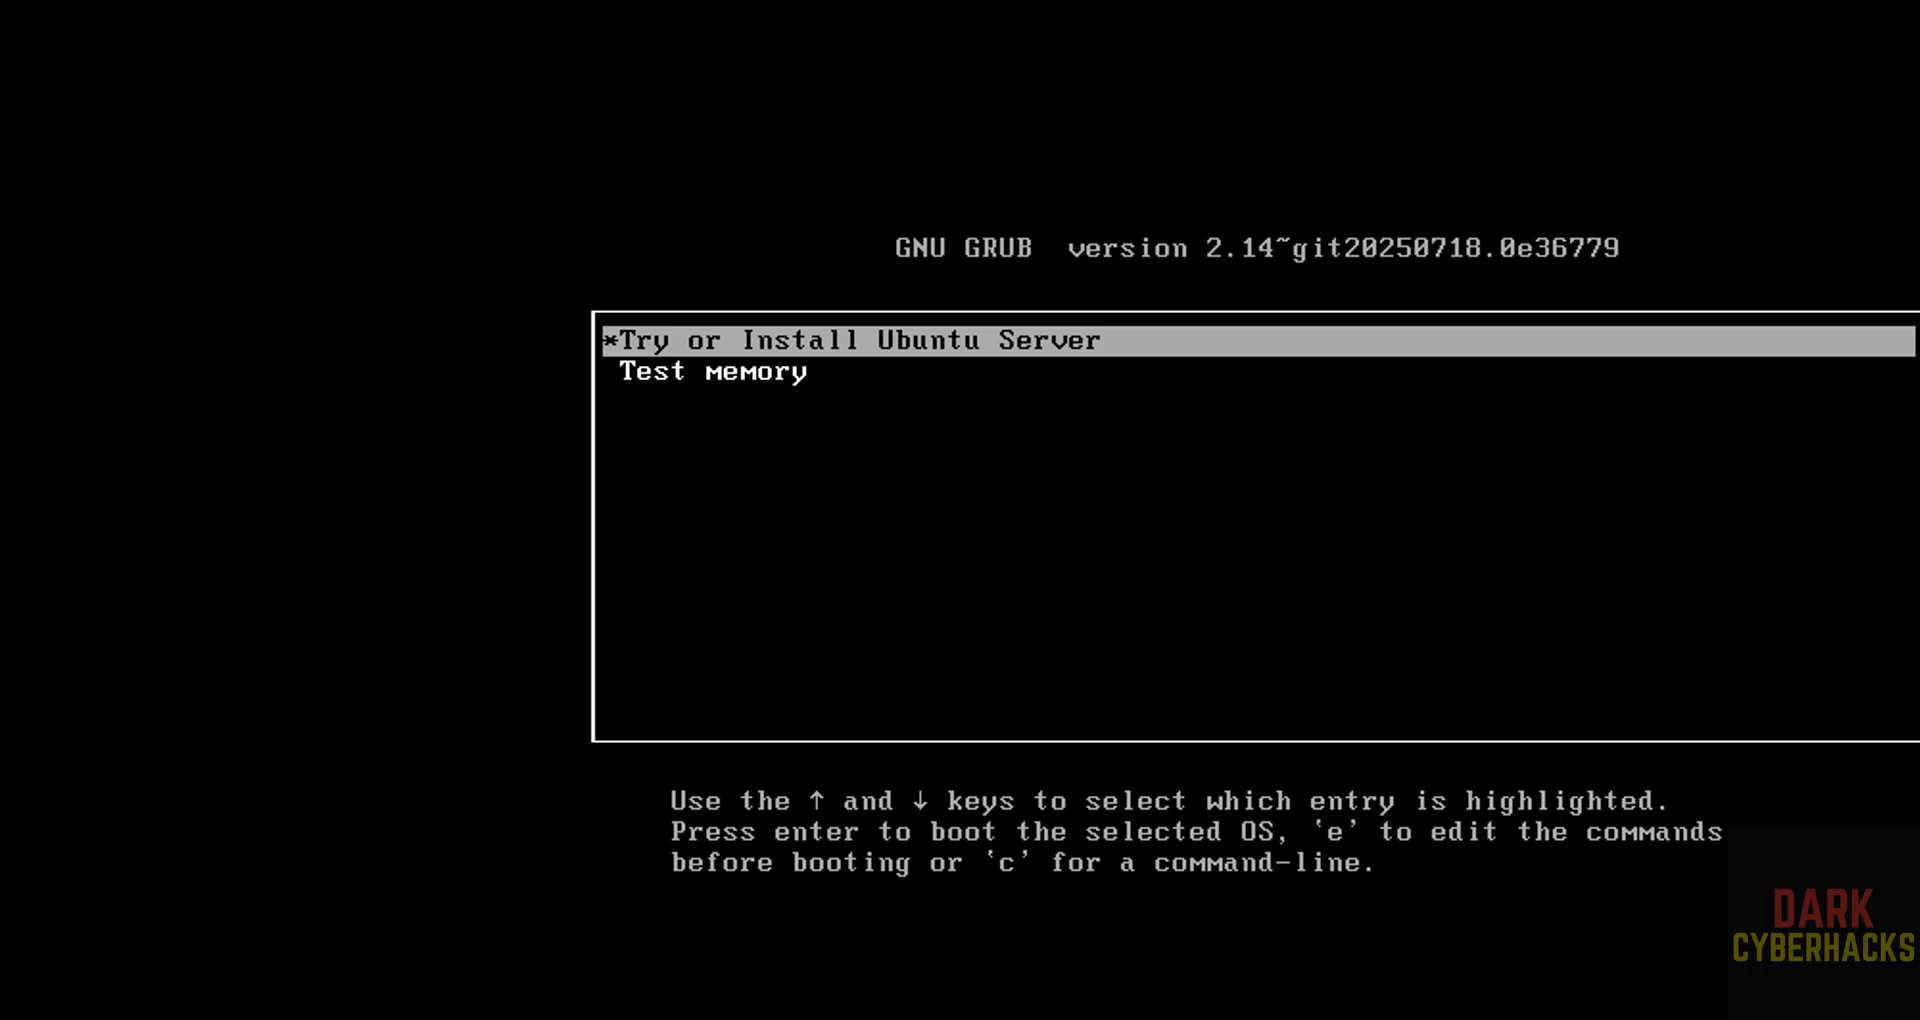 GNU GRUB  version 2.14~git20250718.0e36779
*Try or Install Ubuntu Server
Test memory
Use the ↑ and ↓ keys to select which entry is highlighted.
Press enter to boot the selected OS, `e' to edit the commands
before booting or `c' for a command-line.
DARK
CYBERHACKS